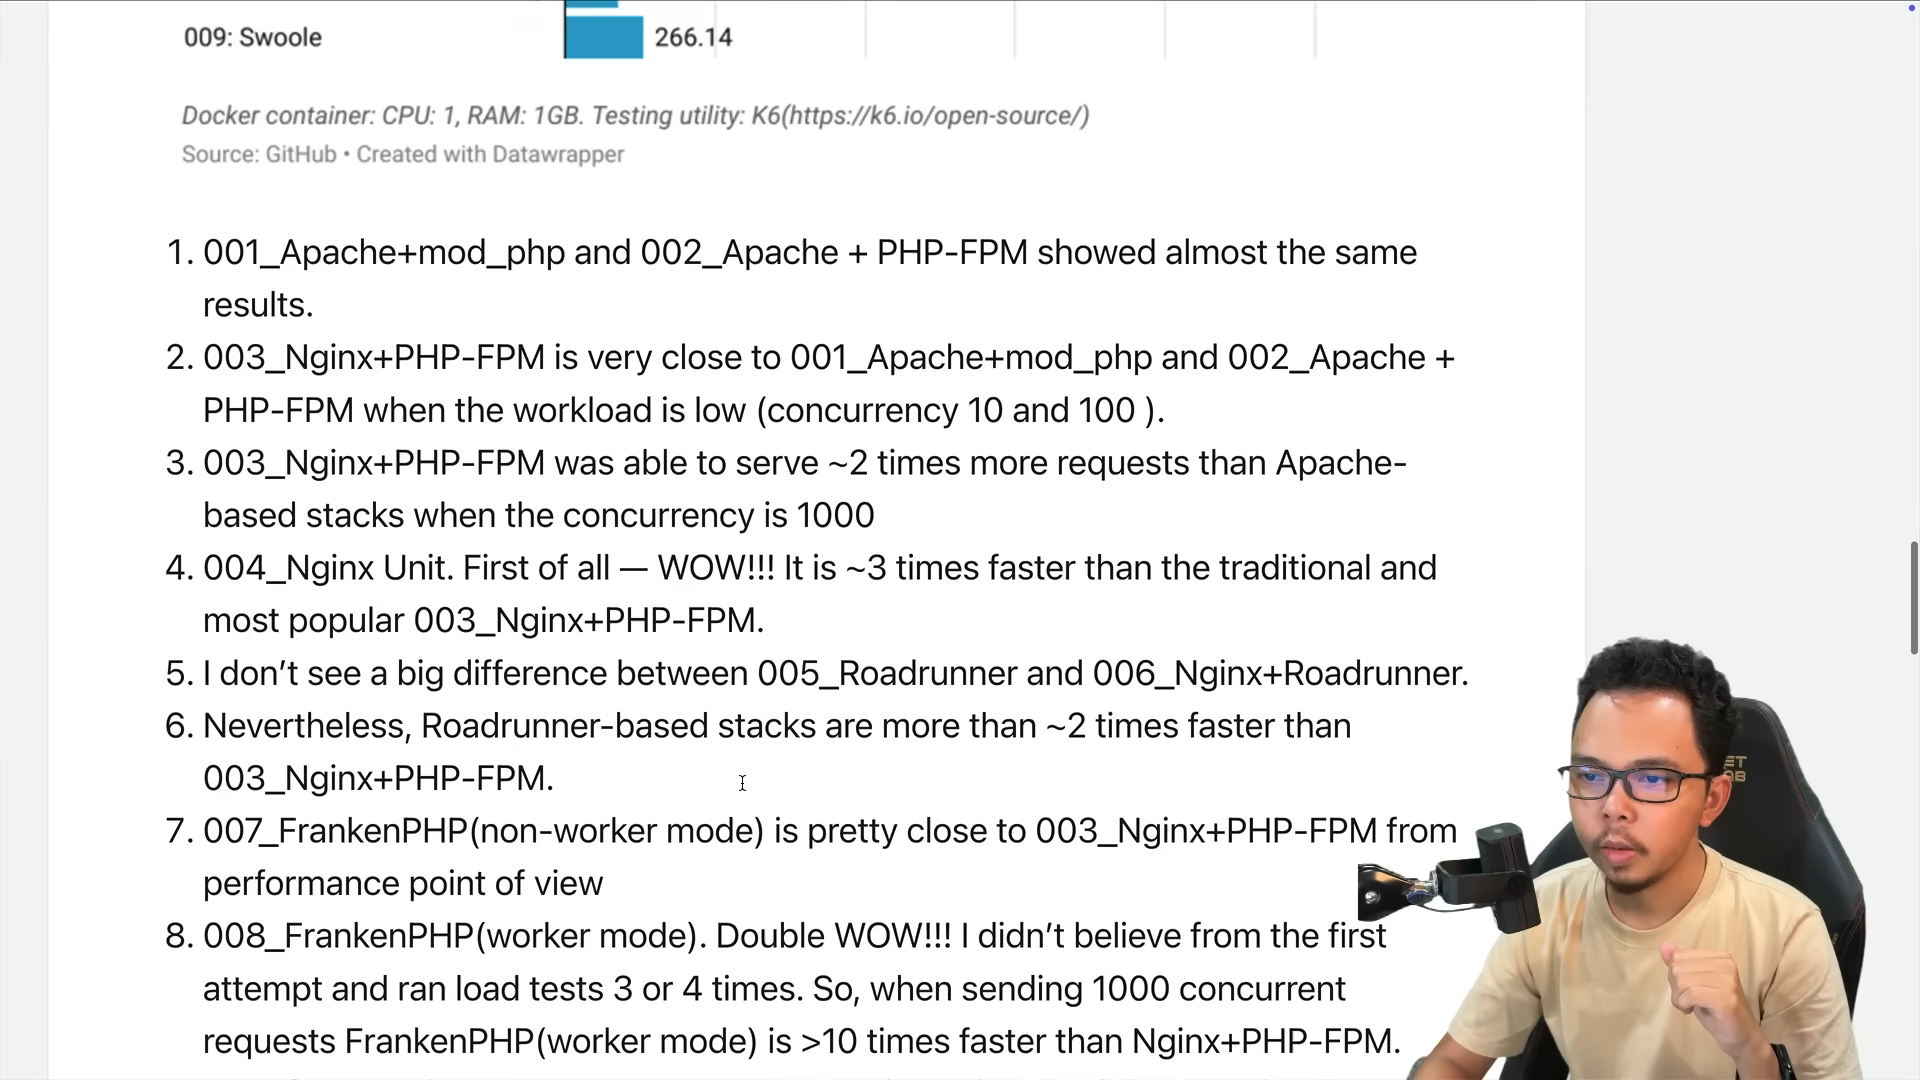 009: Swoole 266.14
Docker container: CPU: 1, RAM: 1GB. Testing utility: K6(https://k6.io/open-source/)
Source: GitHub • Created with Datawrapper
1. 001_Apache+mod_php and 002_Apache + PHP-FPM showed almost the same
results.
2. 003_Nginx+PHP-FPM is very close to 001_Apache+mod_php and 002_Apache +
PHP-FPM when the workload is low (concurrency 10 and 100 ).
3. 003_Nginx+PHP-FPM was able to serve ~2 times more requests than Apache-
based stacks when the concurrency is 1000
4. 004_Nginx Unit. First of all — WOW!!! It is ~3 times faster than the traditional and
most popular 003_Nginx+PHP-FPM.
5. I don’t see a big difference between 005_Roadrunner and 006_Nginx+Roadrunner.
6. Nevertheless, Roadrunner-based stacks are more than ~2 times faster than
003_Nginx+PHP-FPM.
7. 007_FrankenPHP(non-worker mode) is pretty close to 003_Nginx+PHP-FPM from
performance point of view
8. 008_FrankenPHP(worker mode). Double WOW!!! I didn’t believe from the first
attempt and ran load tests 3 or 4 times. So, when sending 1000 concurrent
requests FrankenPHP(worker mode) is >10 times faster than Nginx+PHP-FPM.